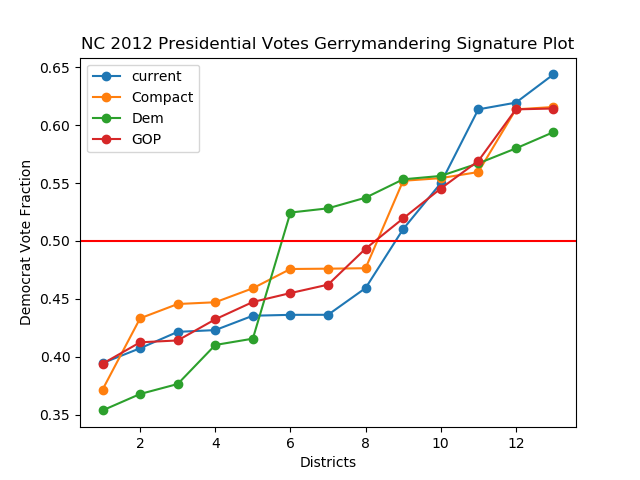 NC 2012 Presidential Votes Gerrymandering Signature Plot
current
Compact
Dem
GOP
Democrat Vote Fraction
0.65
0.60
0.55
0.50
0.45
0.40
0.35
2 4 6 8 10 12
Districts